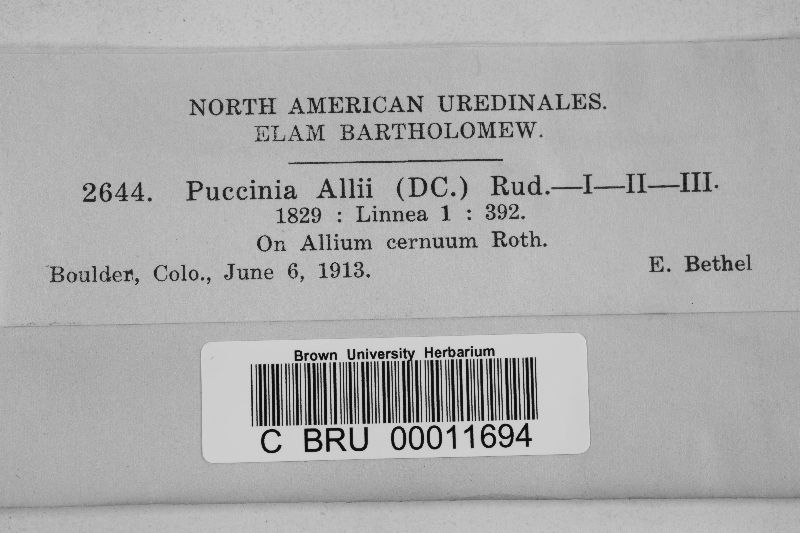 NORTH AMERICAN UREDINALES.
ELAM BARTHOLOMEW.
2644. Puccinia Allii (DC.) Rud.—I—II—III.
1829 : Linnea 1 : 392.
On Allium cernuum Roth.
Boulder, Colo., June 6, 1913. E. Bethel
Brown University Herbarium
C BRU 00011694